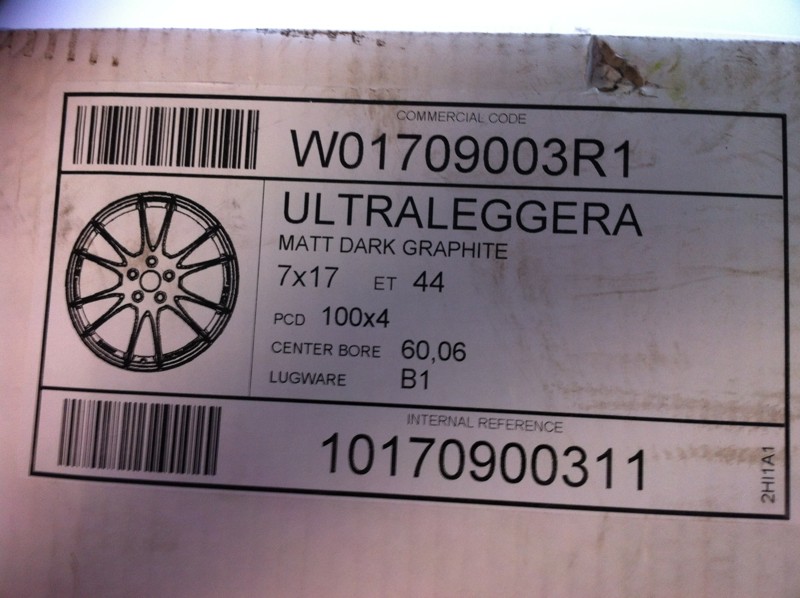 COMMERCIAL CODE
W01709003R1
ULTRALEGGERA
MATT DARK GRAPHITE
7x17 ET 44
PCD 100x4
CENTER BORE 60,06
LUGWARE B1
INTERNAL REFERENCE
10170900311
2HI1A1